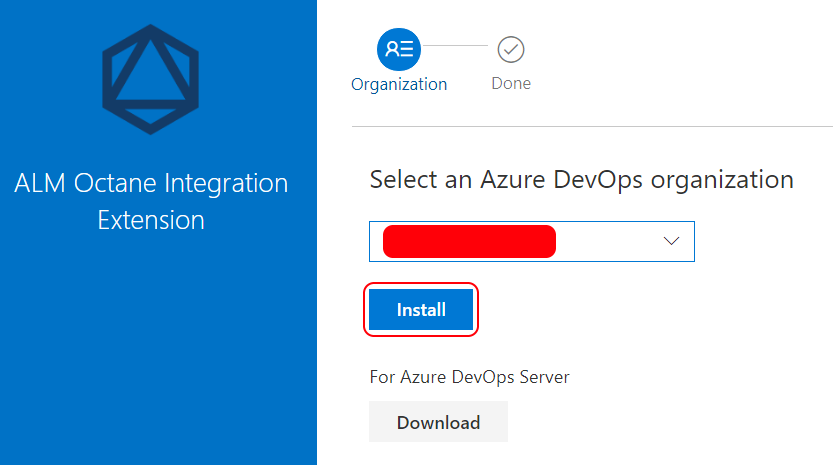 ALM Octane Integration
Extension
Organization
Done
Select an Azure DevOps organization
Install
For Azure DevOps Server
Download